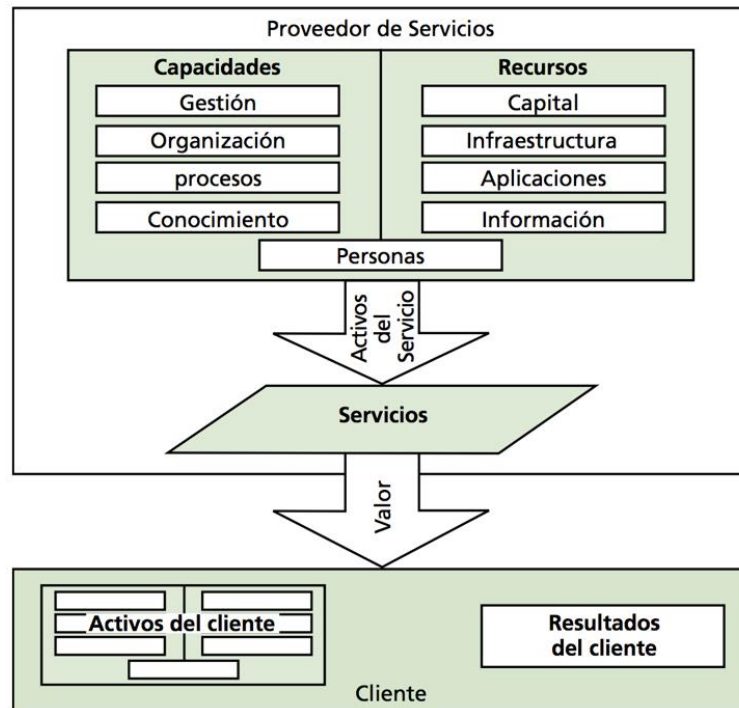 Proveedor de Servicios
Capacidades
Recursos
Gestión
Capital
Organización
Infraestructura
procesos
Aplicaciones
Conocimiento
Información
Personas
Activos
del
Servicio
Servicios
Valor
Activos del cliente
Resultados
del cliente
Cliente